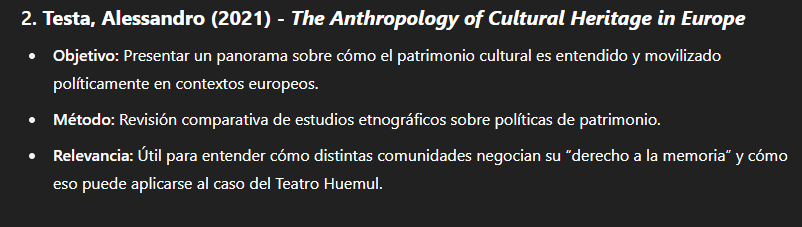 2. Testa, Alessandro (2021) - The Anthropology of Cultural Heritage in Europe
• Objetivo: Presentar un panorama sobre cómo el patrimonio cultural es entendido y movilizado
políticamente en contextos europeos.
• Método: Revisión comparativa de estudios etnográficos sobre políticas de patrimonio.
• Relevancia: Útil para entender cómo distintas comunidades negocian su “derecho a la memoria” y cómo
eso puede aplicarse al caso del Teatro Huemul.